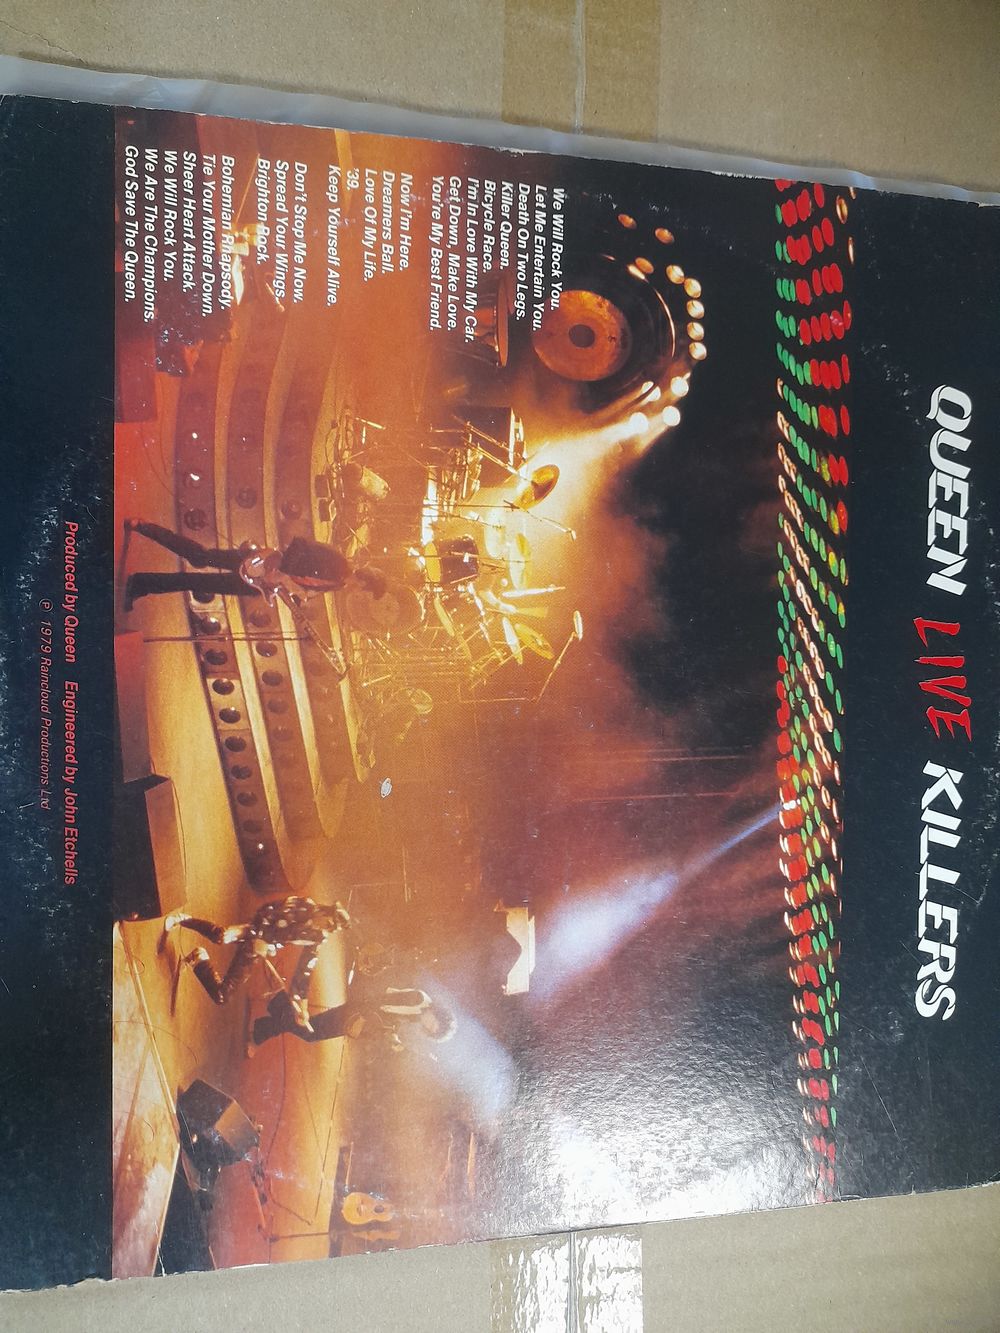 QUEEN LIVE KILLERS
We Will Rock You.
Let Me Entertain You.
Death On Two Legs.
Killer Queen.
Bicycle Race.
I'm In Love With My Car.
Get Down, Make Love.
You're My Best Friend.
Now I'm Here.
Dreamers Ball.
Love Of My Life.
'39.
Keep Yourself Alive.
Don't Stop Me Now.
Spread Your Wings.
Brighton Rock.
Bohemian Rhapsody.
Tie Your Mother Down.
Sheer Heart Attack.
We Will Rock You.
We Are The Champions.
God Save The Queen.
Produced by Queen Engineered by John Etchells
℗ 1979 Raincloud Productions Ltd